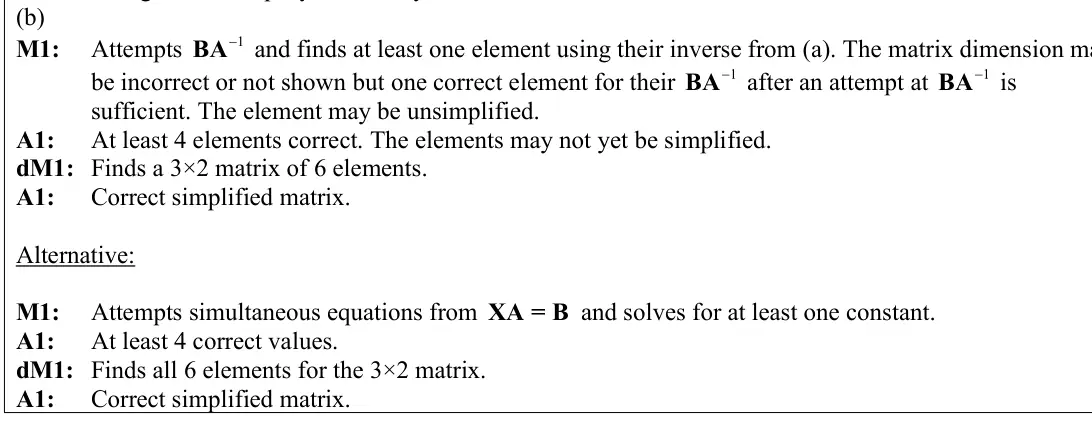 (b)
M1: Attempts BA⁻¹ and finds at least one element using their inverse from (a). The matrix dimension
be incorrect or not shown but one correct element for their BA⁻¹ after an attempt at BA⁻¹ is
sufficient. The element may be unsimplified.
A1: At least 4 elements correct. The elements may not yet be simplified.
dM1: Finds a 3×2 matrix of 6 elements.
A1: Correct simplified matrix.
Alternative:
M1: Attempts simultaneous equations from XA = B and solves for at least one constant.
A1: At least 4 correct values.
dM1: Finds all 6 elements for the 3×2 matrix.
A1: Correct simplified matrix.